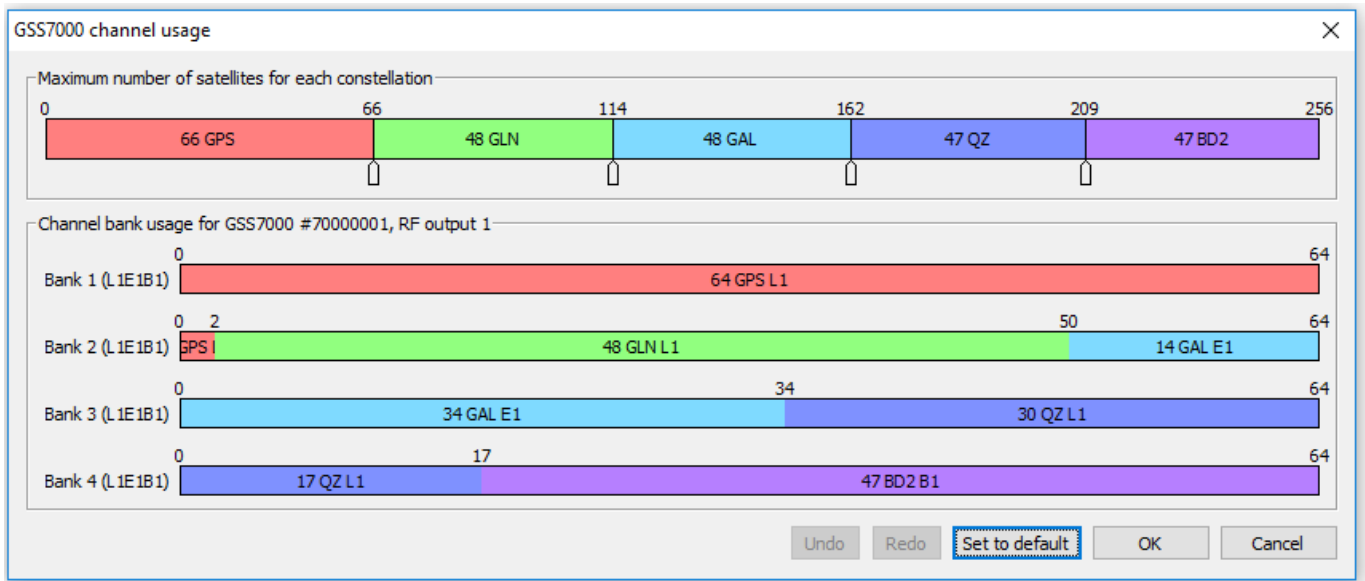 GSS7000 channel usage
Maximum number of satellites for each constellation
0 66 114 162 209 256
66 GPS 48 GLN 48 GAL 47 QZ 47 BD2
Channel bank usage for GSS7000 #70000001, RF output 1
0 64
Bank 1 (L1E1B1) 64 GPS L1
0 2 50 64
Bank 2 (L1E1B1) GPS 48 GLN L1 14 GAL E1
0 34 64
Bank 3 (L1E1B1) 34 GAL E1 30 QZ L1
0 17 64
Bank 4 (L1E1B1) 17 QZ L1 47 BD2 B1
Undo Redo Set to default OK Cancel